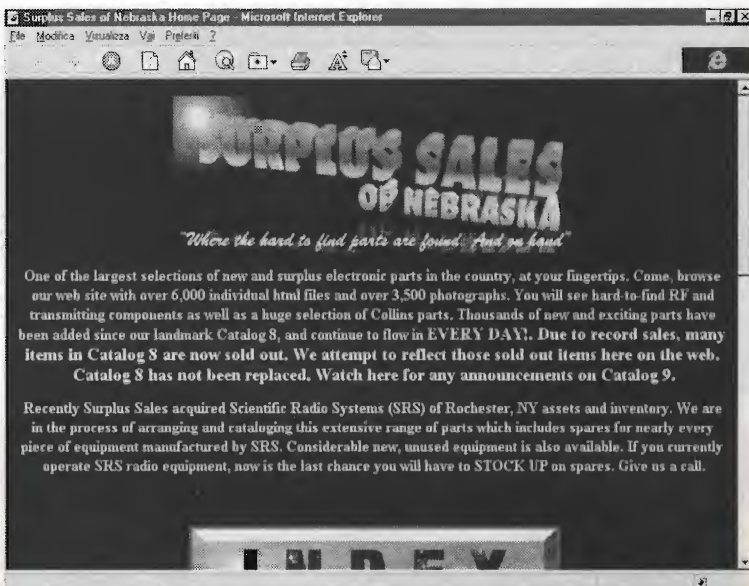 Surplus Sales of Nebraska Home Page - Microsoft Internet Explorer
File Modifica Visualizza Vai Preferiti ?
SURPLUS SALES
OF NEBRASKA
"Where the hard to find parts are found. And on hand"
One of the largest selections of new and surplus electronic parts in the country, at your fingertips. Come, browse
our web site with over 6,000 individual html files and over 3,500 photographs. You will see hard-to-find RF and
transmitting components as well as a huge selection of Collins parts. Thousands of new and exciting parts have
been added since our landmark Catalog 8, and continue to flow in EVERY DAY!. Due to record sales, many
items in Catalog 8 are now sold out. We attempt to reflect those sold out items here on the web.
Catalog 8 has not been replaced. Watch here for any announcements on Catalog 9.
Recently Surplus Sales acquired Scientific Radio Systems (SRS) of Rochester, NY assets and inventory. We are
in the process of arranging and cataloging this extensive range of parts which includes spares for nearly every
piece of equipment manufactured by SRS. Considerable new, unused equipment is also available. If you currently
operate SRS radio equipment, now is the last chance you will have to STOCK UP on spares. Give us a call.
INDEX